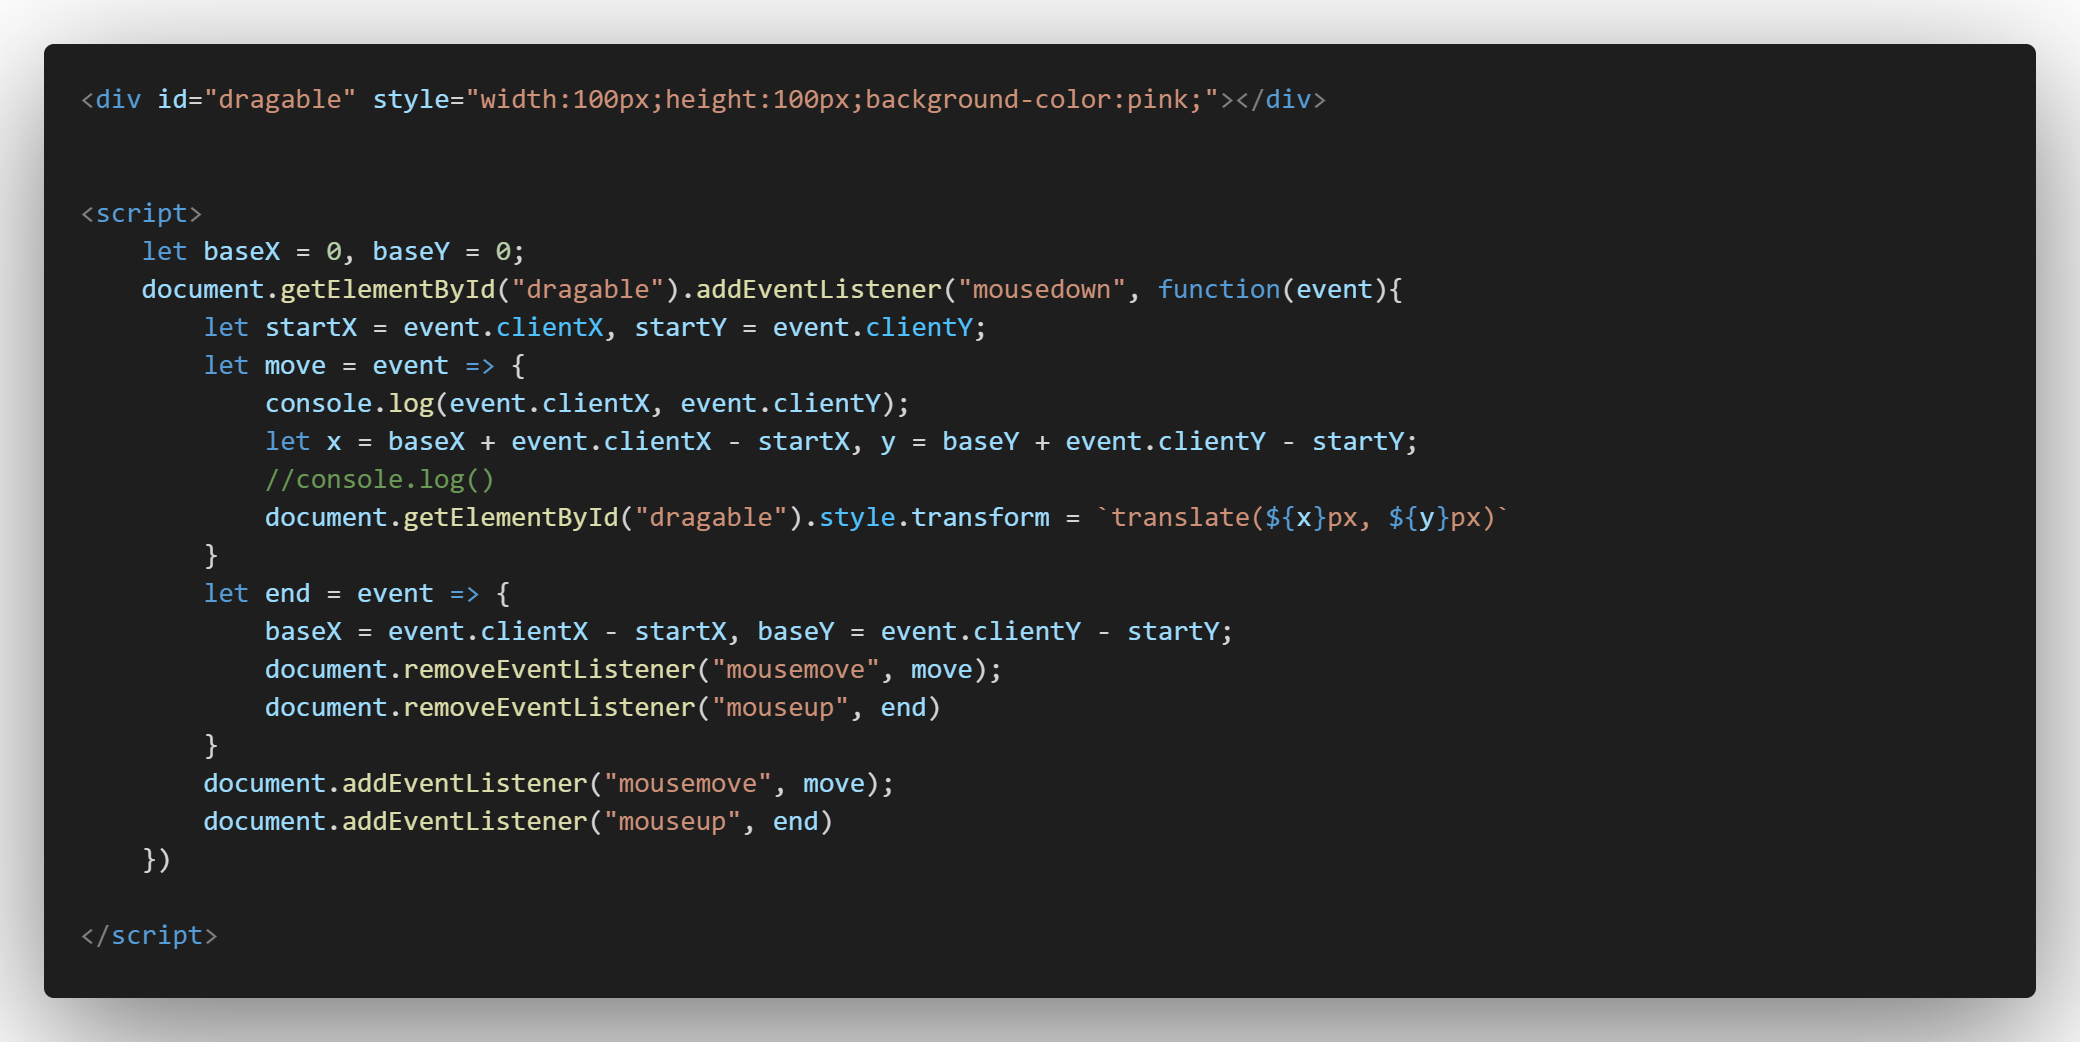 <div id="dragable" style="width:100px;height:100px;background-color:pink;"></div>
<script>
    let baseX = 0, baseY = 0;
    document.getElementById("dragable").addEventListener("mousedown", function(event){
        let startX = event.clientX, startY = event.clientY;
        let move = event => {
            console.log(event.clientX, event.clientY);
            let x = baseX + event.clientX - startX, y = baseY + event.clientY - startY;
            //console.log()
            document.getElementById("dragable").style.transform = `translate(${x}px, ${y}px)`
        }
        let end = event => {
            baseX = event.clientX - startX, baseY = event.clientY - startY;
            document.removeEventListener("mousemove", move);
            document.removeEventListener("mouseup", end)
        }
        document.addEventListener("mousemove", move);
        document.addEventListener("mouseup", end)
    })
</script>